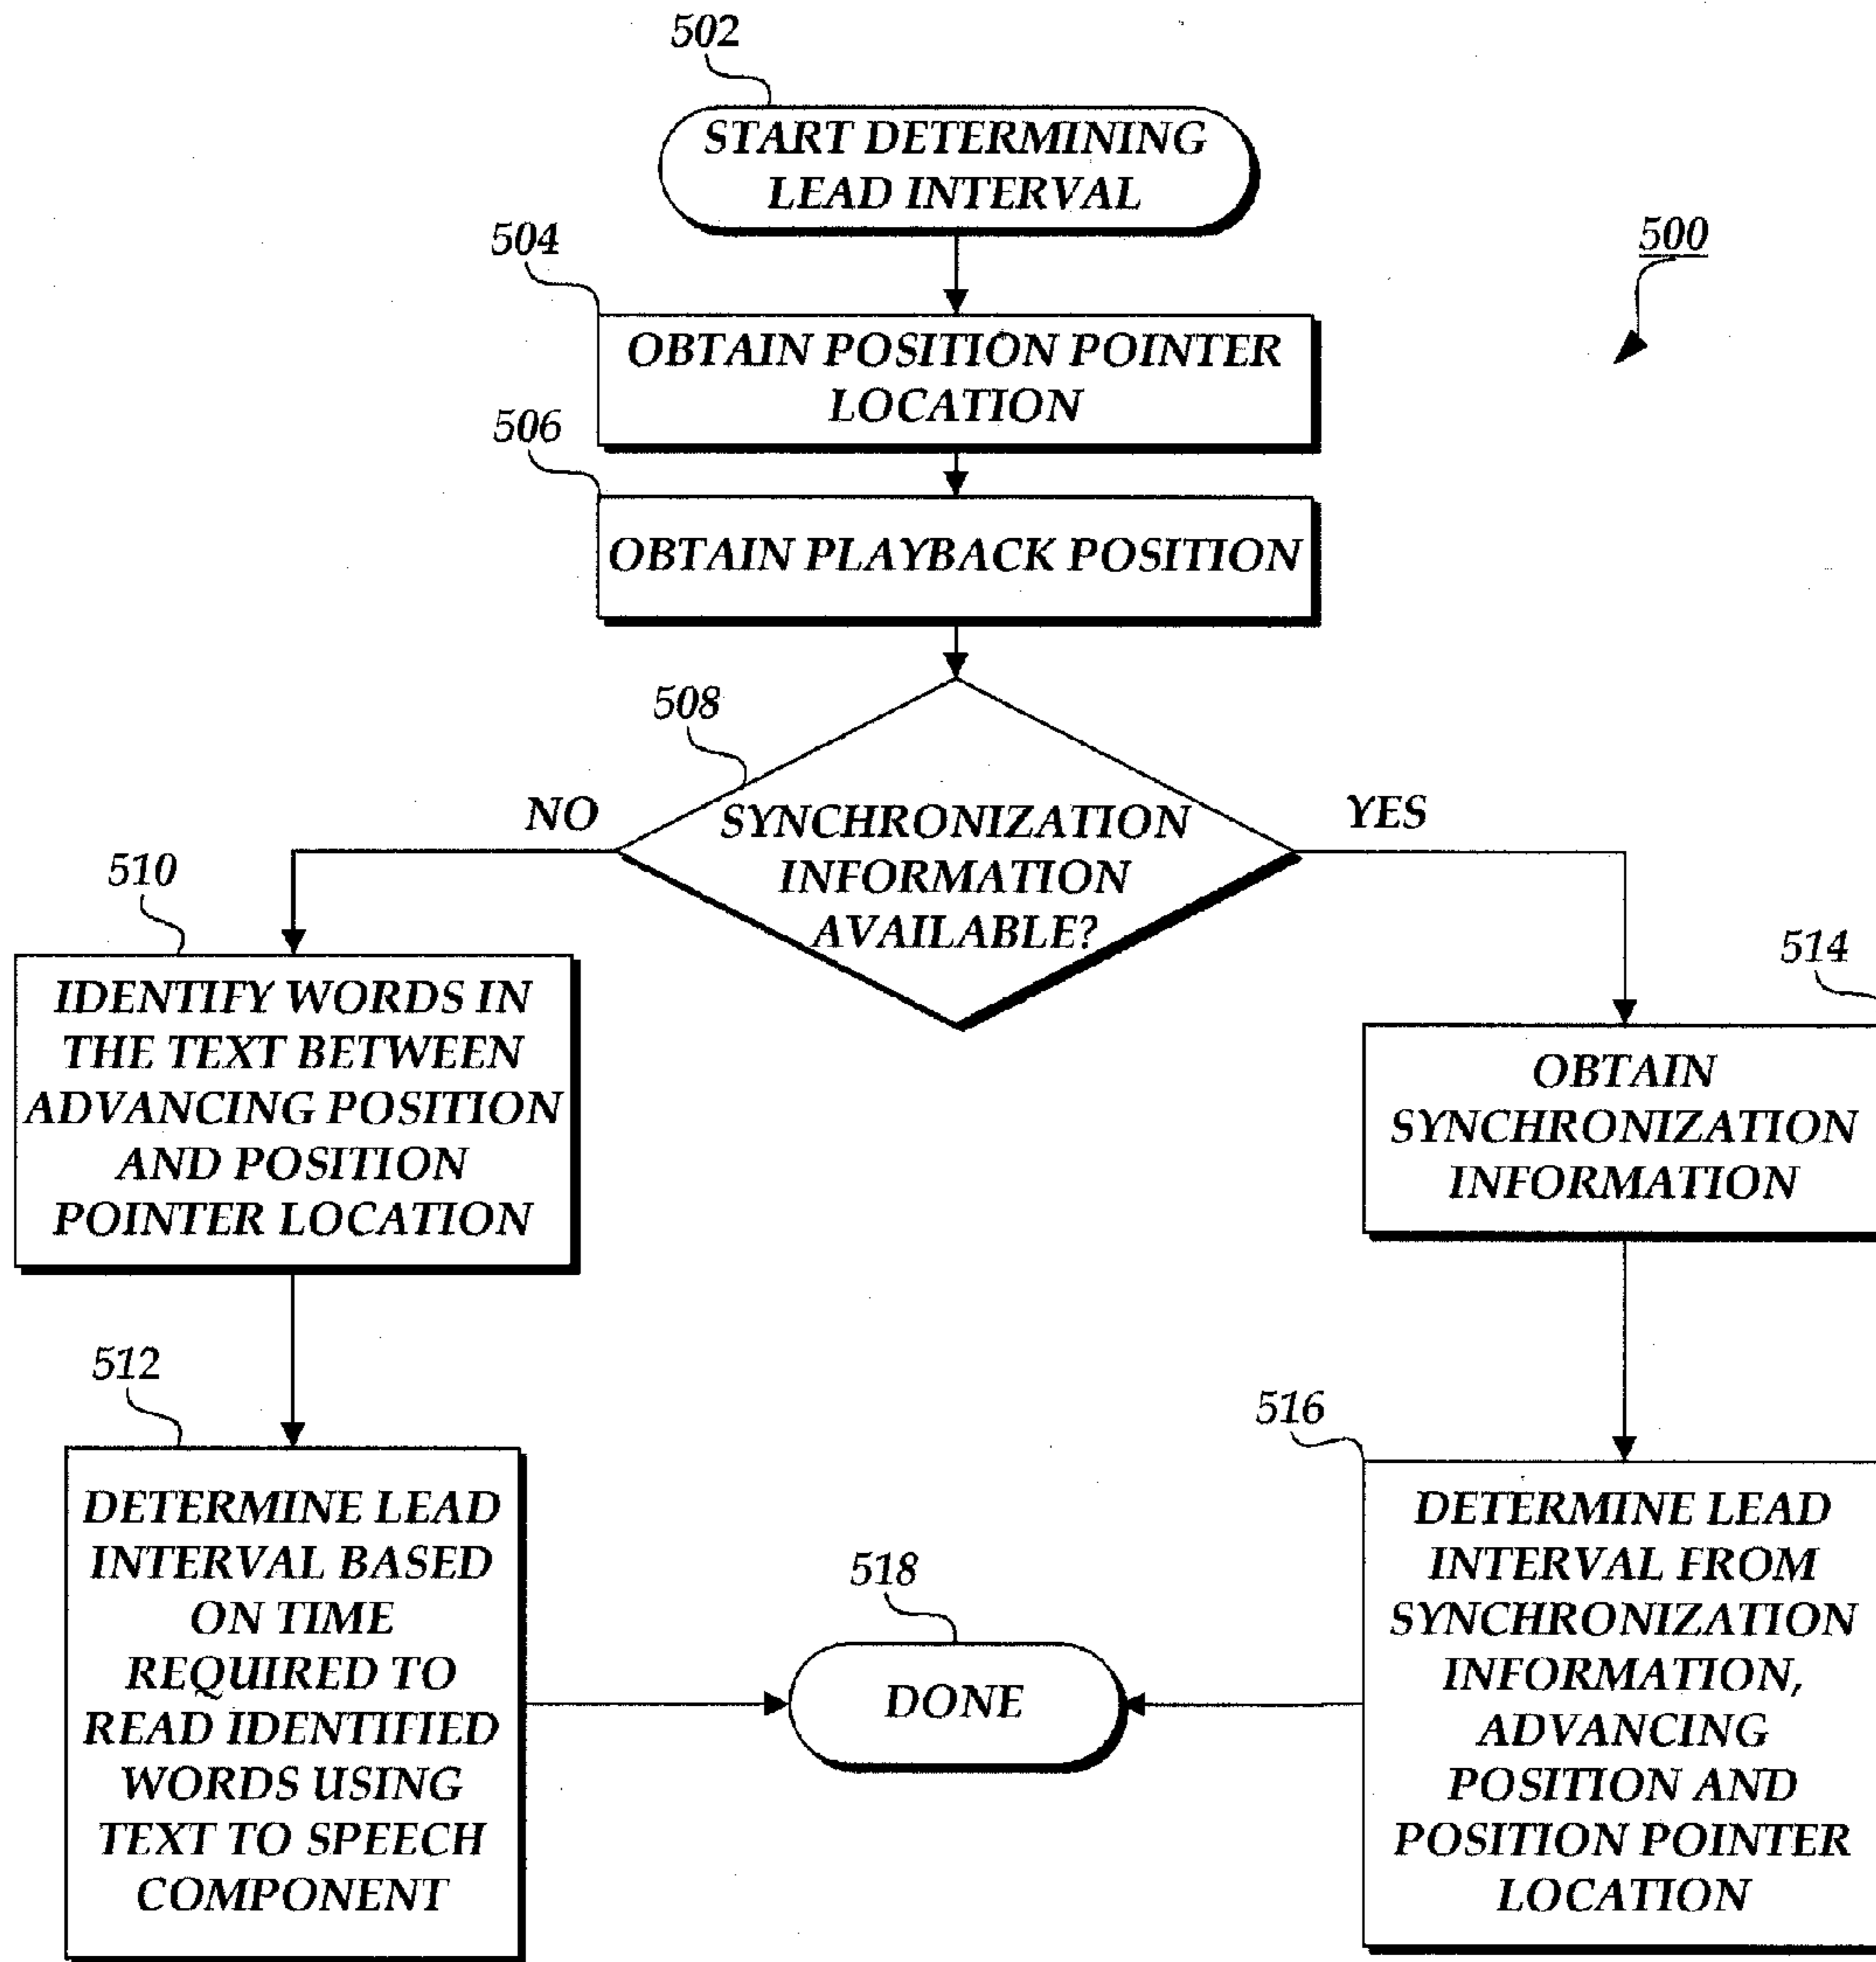 502
START DETERMINING
LEAD INTERVAL
500
504
OBTAIN POSITION POINTER
LOCATION
506
OBTAIN PLAYBACK POSITION
508
SYNCHRONIZATION
INFORMATION
AVAILABLE?
NO
YES
510
IDENTIFY WORDS IN
THE TEXT BETWEEN
ADVANCING POSITION
AND POSITION
POINTER LOCATION
514
OBTAIN
SYNCHRONIZATION
INFORMATION
512
DETERMINE LEAD
INTERVAL BASED
ON TIME
REQUIRED TO
READ IDENTIFIED
WORDS USING
TEXT TO SPEECH
COMPONENT
516
DETERMINE LEAD
INTERVAL FROM
SYNCHRONIZATION
INFORMATION,
ADVANCING
POSITION AND
POSITION POINTER
LOCATION
518
DONE